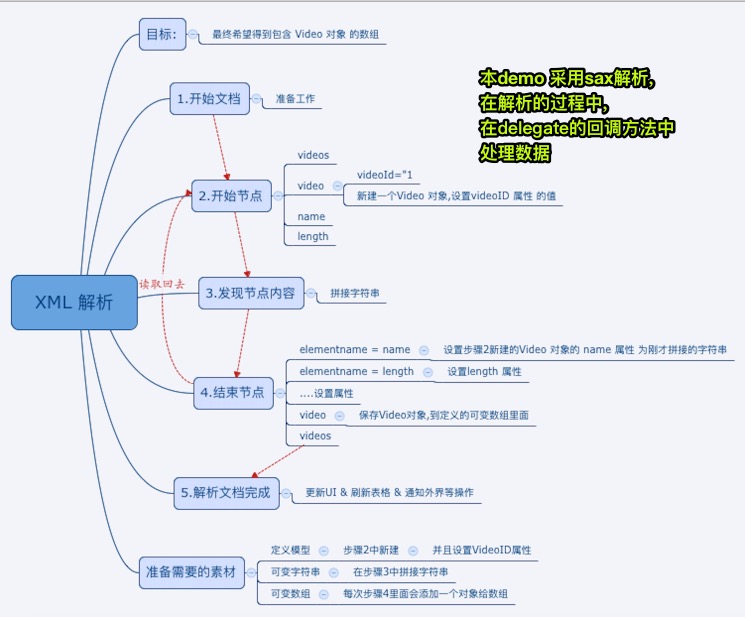 目标:
最终希望得到包含 Video 对象 的数组
本demo 采用sax解析,
在解析的过程中,
在delegate的回调方法中
处理数据
1.开始文档
准备工作
videos
video
videoId="1
新建一个Video 对象,设置videoID 属性 的值
2.开始节点
name
length
读取回去
XML 解析
3.发现节点内容
拼接字符串
elementname = name
设置步骤2新建的Video 对象的 name 属性 为刚才拼接的字符串
elementname = length
设置length 属性
4.结束节点
....设置属性
video
保存Video对象,到定义的可变数组里面
videos
5.解析文档完成
更新UI & 刷新表格 & 通知外界等操作
准备需要的素材
定义模型
步骤2中新建
并且设置VideoID属性
可变字符串
在步骤3中拼接字符串
可变数组
每次步骤4里面会添加一个对象给数组